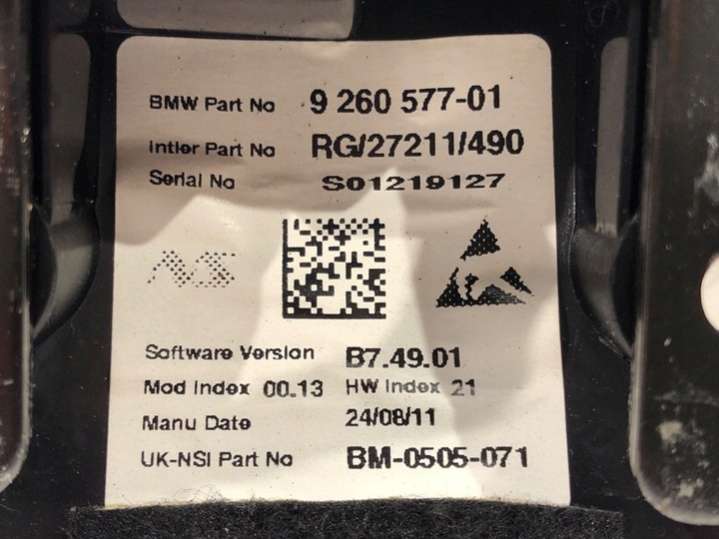 BMW Part No 9 260 577-01
Intier Part No RG/27211/490
Serial No S01219127
Software Version B7.49.01
Mod Index 00.13 HW Index 21
Manu Date 24/08/11
UK-NSI Part No BM-0505-071